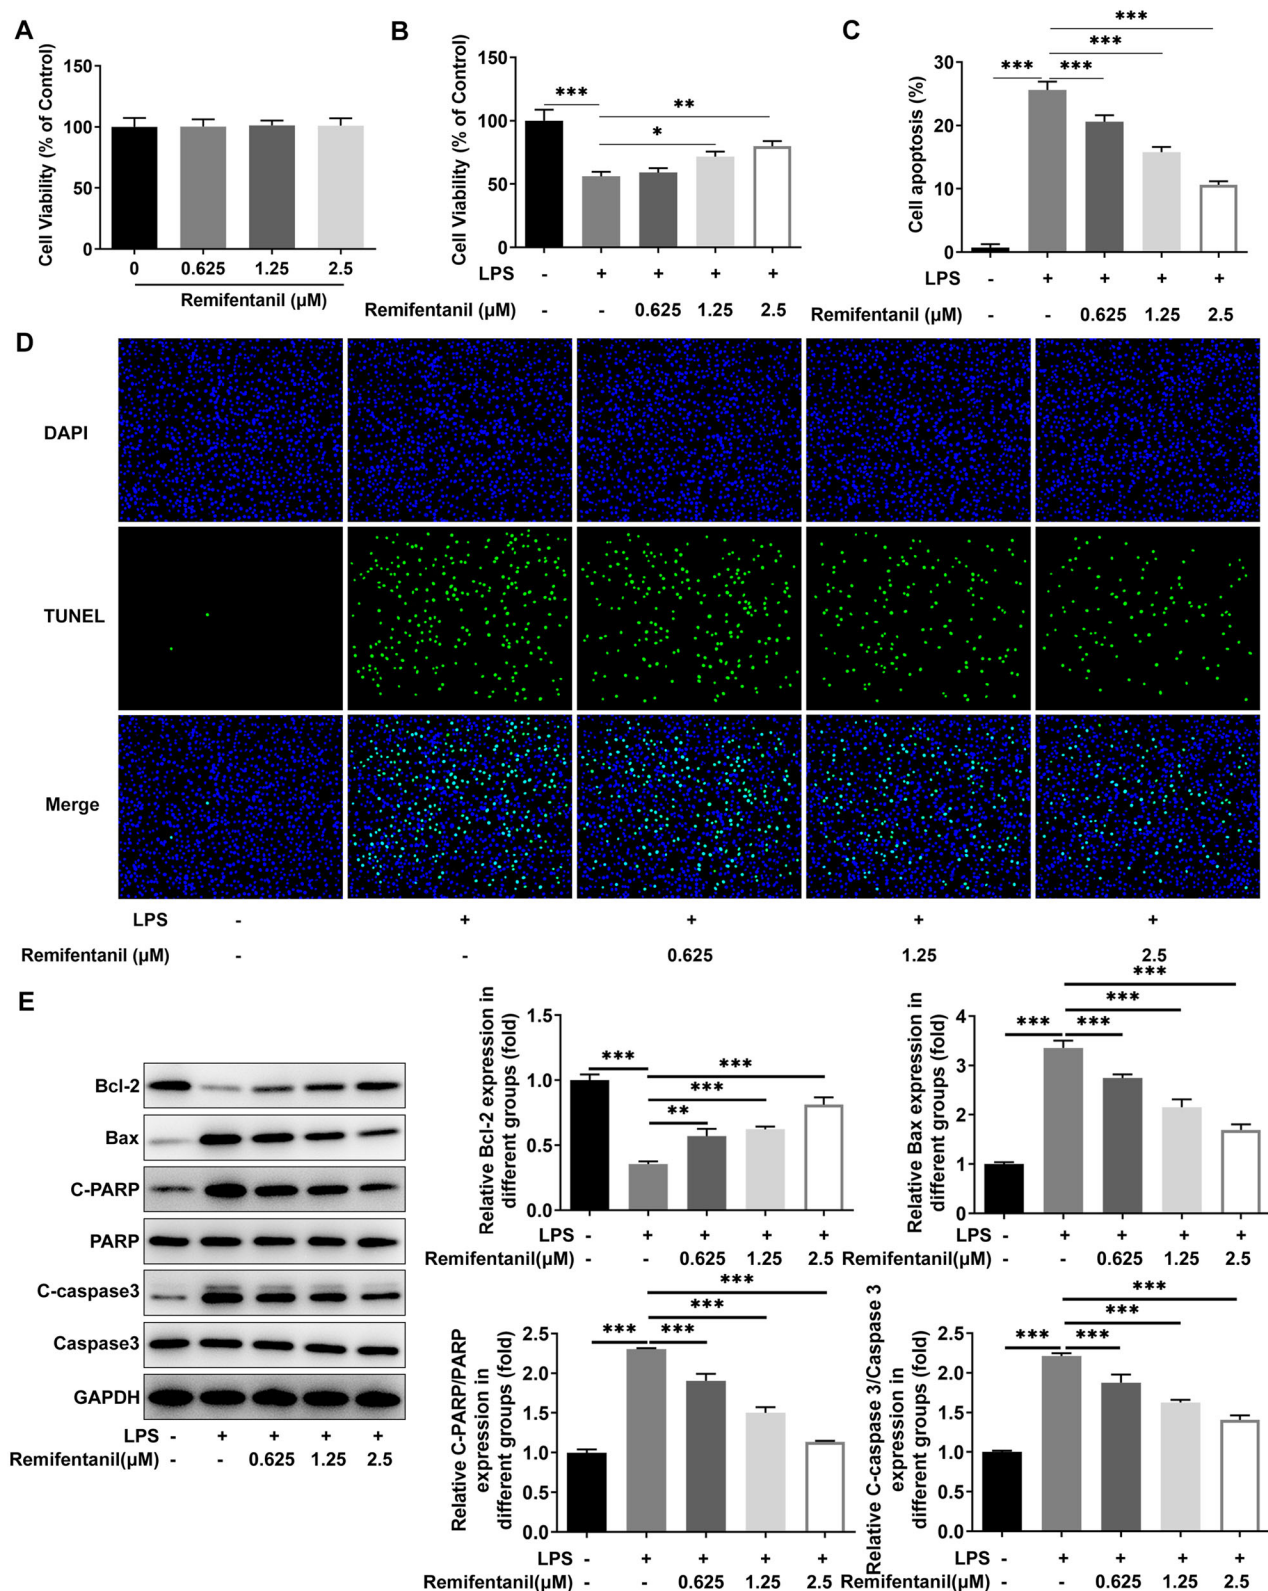 A
Cell Viability (% of Control)
150
100
50
0
0 0.625 1.25 2.5
Remifentanil (μM)
B
Cell Viability (% of Control)
150
100
50
0
***
**
*
LPS - + + + +
Remifentanil (μM) - - 0.625 1.25 2.5
C
Cell apoptosis (%)
30
20
10
0
***
***
*** ***
LPS - + + + +
Remifentanil (μM) - - 0.625 1.25 2.5
D
DAPI
TUNEL
Merge
LPS - + + + +
Remifentanil (μM) - - 0.625 1.25 2.5
E
Bcl-2
Bax
C-PARP
PARP
C-caspase3
Caspase3
GAPDH
LPS - + + + +
Remifentanil(μM) - - 0.625 1.25 2.5
Relative Bcl-2 expression in
different groups (fold)
1.5
1.0
0.5
0.0
*** ***
***
**
LPS - + + + +
Remifentanil(μM) - - 0.625 1.25 2.5
Relative Bax expression in
different groups (fold)
4
3
2
1
0
***
***
*** ***
LPS - + + + +
Remifentanil(μM) - - 0.625 1.25 2.5
Relative C-PARP/PARP
expression in
different groups (fold)
2.5
2.0
1.5
1.0
0.5
0.0
***
***
*** ***
LPS - + + + +
Remifentanil(μM) - - 0.625 1.25 2.5
Relative C-caspase 3/Caspase 3
expression in
different groups (fold)
2.5
2.0
1.5
1.0
0.5
0.0
***
***
*** ***
LPS - + + + +
Remifentanil(μM) - - 0.625 1.25 2.5